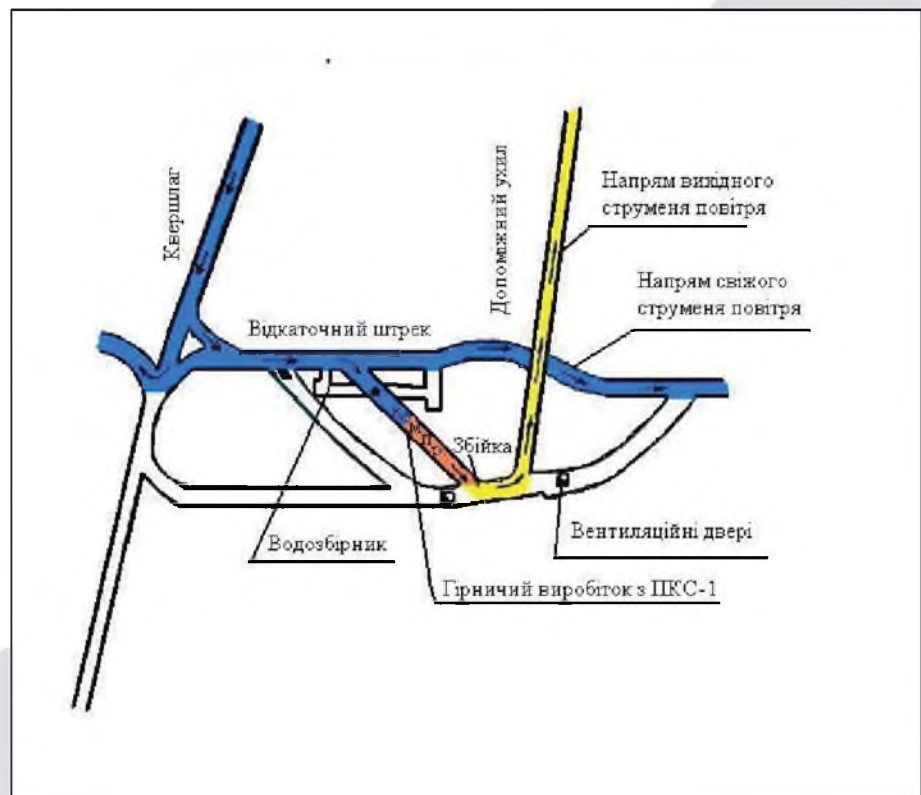 Квершлаг
Допоміжний ухил
Напрям вихідного
струменя повітря
Напрям свіжого
струменя повітря
Відкаточний штрек
Збійка
Водозбірник
Вентиляційні двері
Гірничий виробіток з ПКС-1